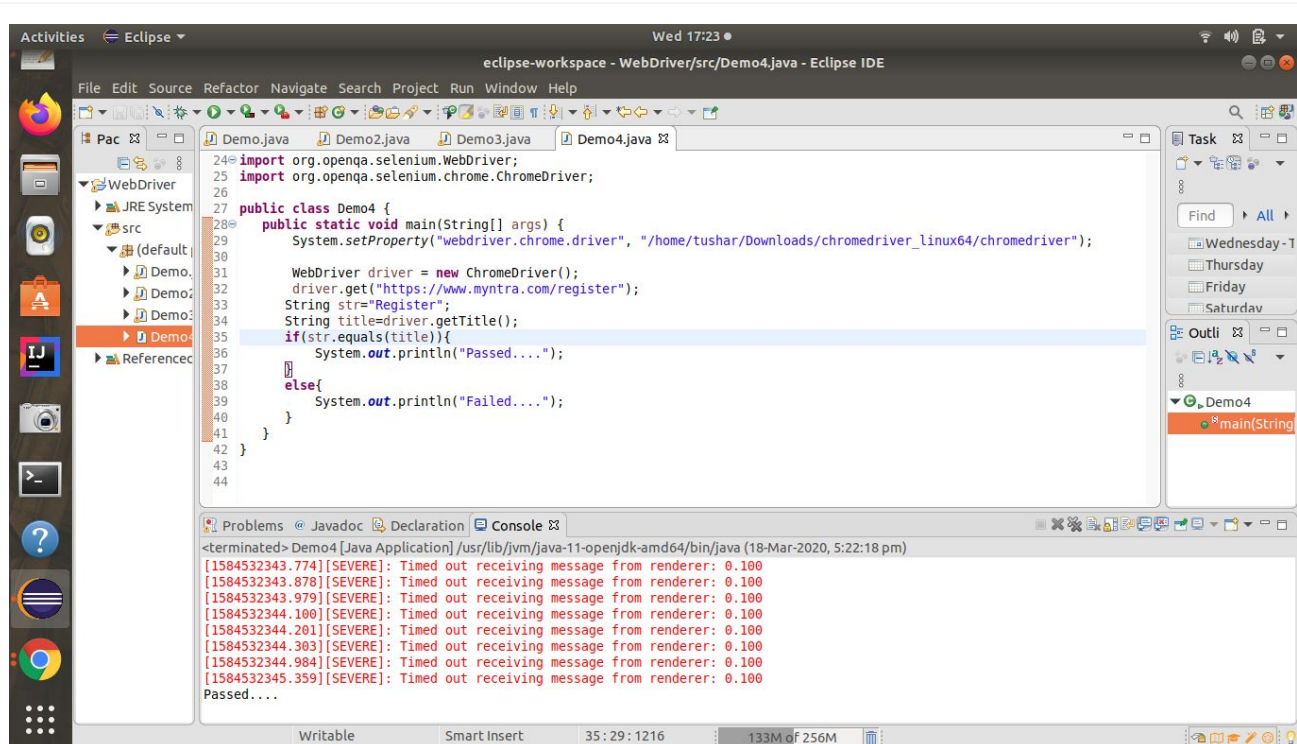 Activities Eclipse Wed 17:23
eclipse-workspace - WebDriver/src/Demo4.java - Eclipse IDE
File Edit Source Refactor Navigate Search Project Run Window Help
Pac Demo.java Demo2.java Demo3.java Demo4.java Task
WebDriver
JRE System
src
(default
Demo.
Demo2
Demo3
Demo4
Referenced
24 import org.openqa.selenium.WebDriver;
25 import org.openqa.selenium.chrome.ChromeDriver;
26
27 public class Demo4 {
28 public static void main(String[] args) {
29 System.setProperty("webdriver.chrome.driver", "/home/tushar/Downloads/chromedriver_linux64/chromedriver");
30
31 WebDriver driver = new ChromeDriver();
32 driver.get("https://www.myntra.com/register");
33 String str="Register";
34 String title=driver.getTitle();
35 if(str.equals(title)){
36 System.out.println("Passed....");
37 }
38 else{
39 System.out.println("Failed....");
40 }
41 }
42 }
43
44
Find All
Wednesday - 1
Thursday
Friday
Saturday
Outli
Demo4
main(String
Problems @ Javadoc Declaration Console
<terminated> Demo4 [Java Application] /usr/lib/jvm/java-11-openjdk-amd64/bin/java (18-Mar-2020, 5:22:18 pm)
[1584532343.774][SEVERE]: Timed out receiving message from renderer: 0.100
[1584532343.878][SEVERE]: Timed out receiving message from renderer: 0.100
[1584532343.979][SEVERE]: Timed out receiving message from renderer: 0.100
[1584532344.100][SEVERE]: Timed out receiving message from renderer: 0.100
[1584532344.201][SEVERE]: Timed out receiving message from renderer: 0.100
[1584532344.303][SEVERE]: Timed out receiving message from renderer: 0.100
[1584532344.984][SEVERE]: Timed out receiving message from renderer: 0.100
[1584532345.359][SEVERE]: Timed out receiving message from renderer: 0.100
Passed....
Writable Smart Insert 35 : 29 : 1216 133M of 256M